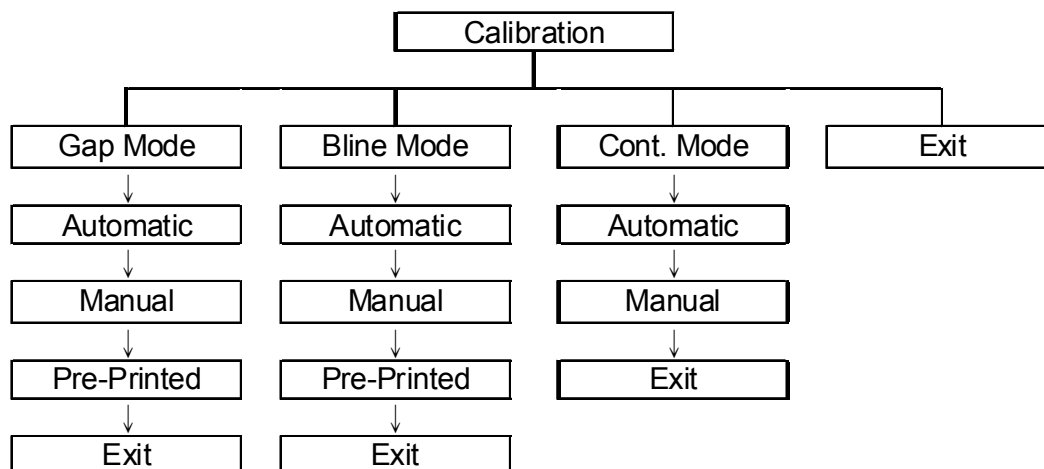 Calibration
Gap Mode
Bline Mode
Cont. Mode
Exit
Automatic
Automatic
Automatic
Manual
Manual
Manual
Pre-Printed
Pre-Printed
Exit
Exit
Exit